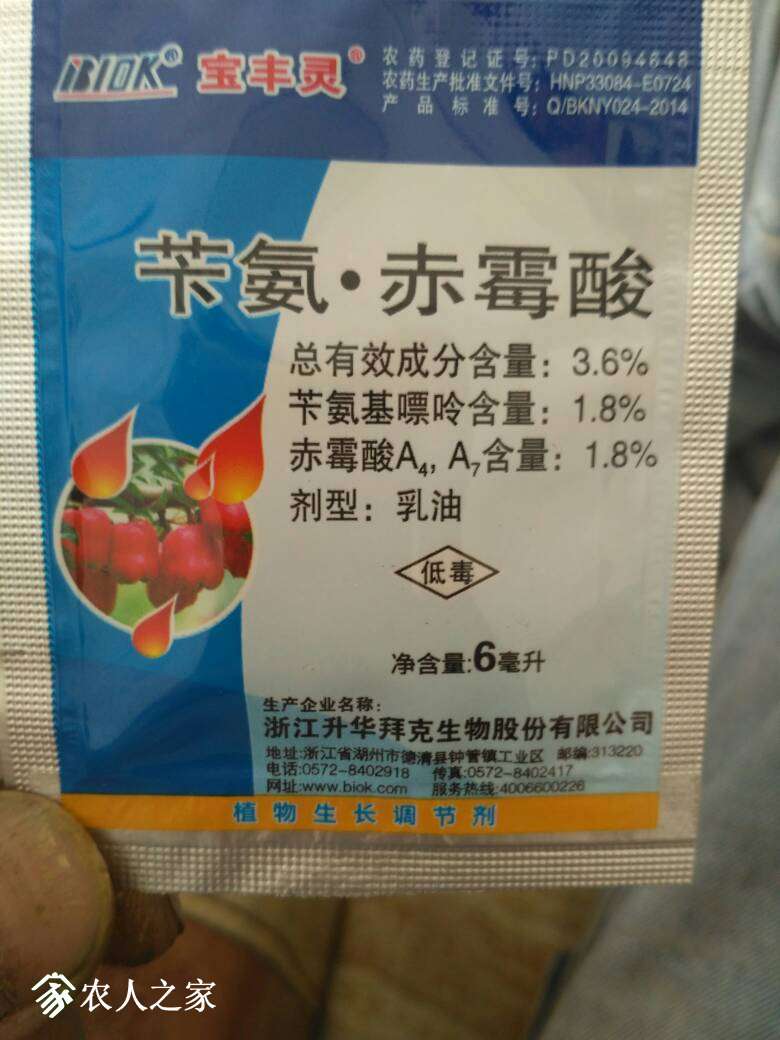 BIOK® 宝丰灵®
农药登记证号：PD20094648
农药生产批准文件号：HNP33084-E0724
产品标准号：Q/BKNY024-2014
苄氨·赤霉酸
总有效成分含量：3.6%
苄氨基嘌呤含量：1.8%
赤霉酸A4, A7含量：1.8%
剂型：乳油
低毒
净含量:6毫升
生产企业名称：
浙江升华拜克生物股份有限公司
地址:浙江省湖州市德清县钟管镇工业区 邮编:313220
电话:0572-8402918 传真:0572-8402417
网址:www.biok.com 服务热线:4006600226
植物生长调节剂
农人之家